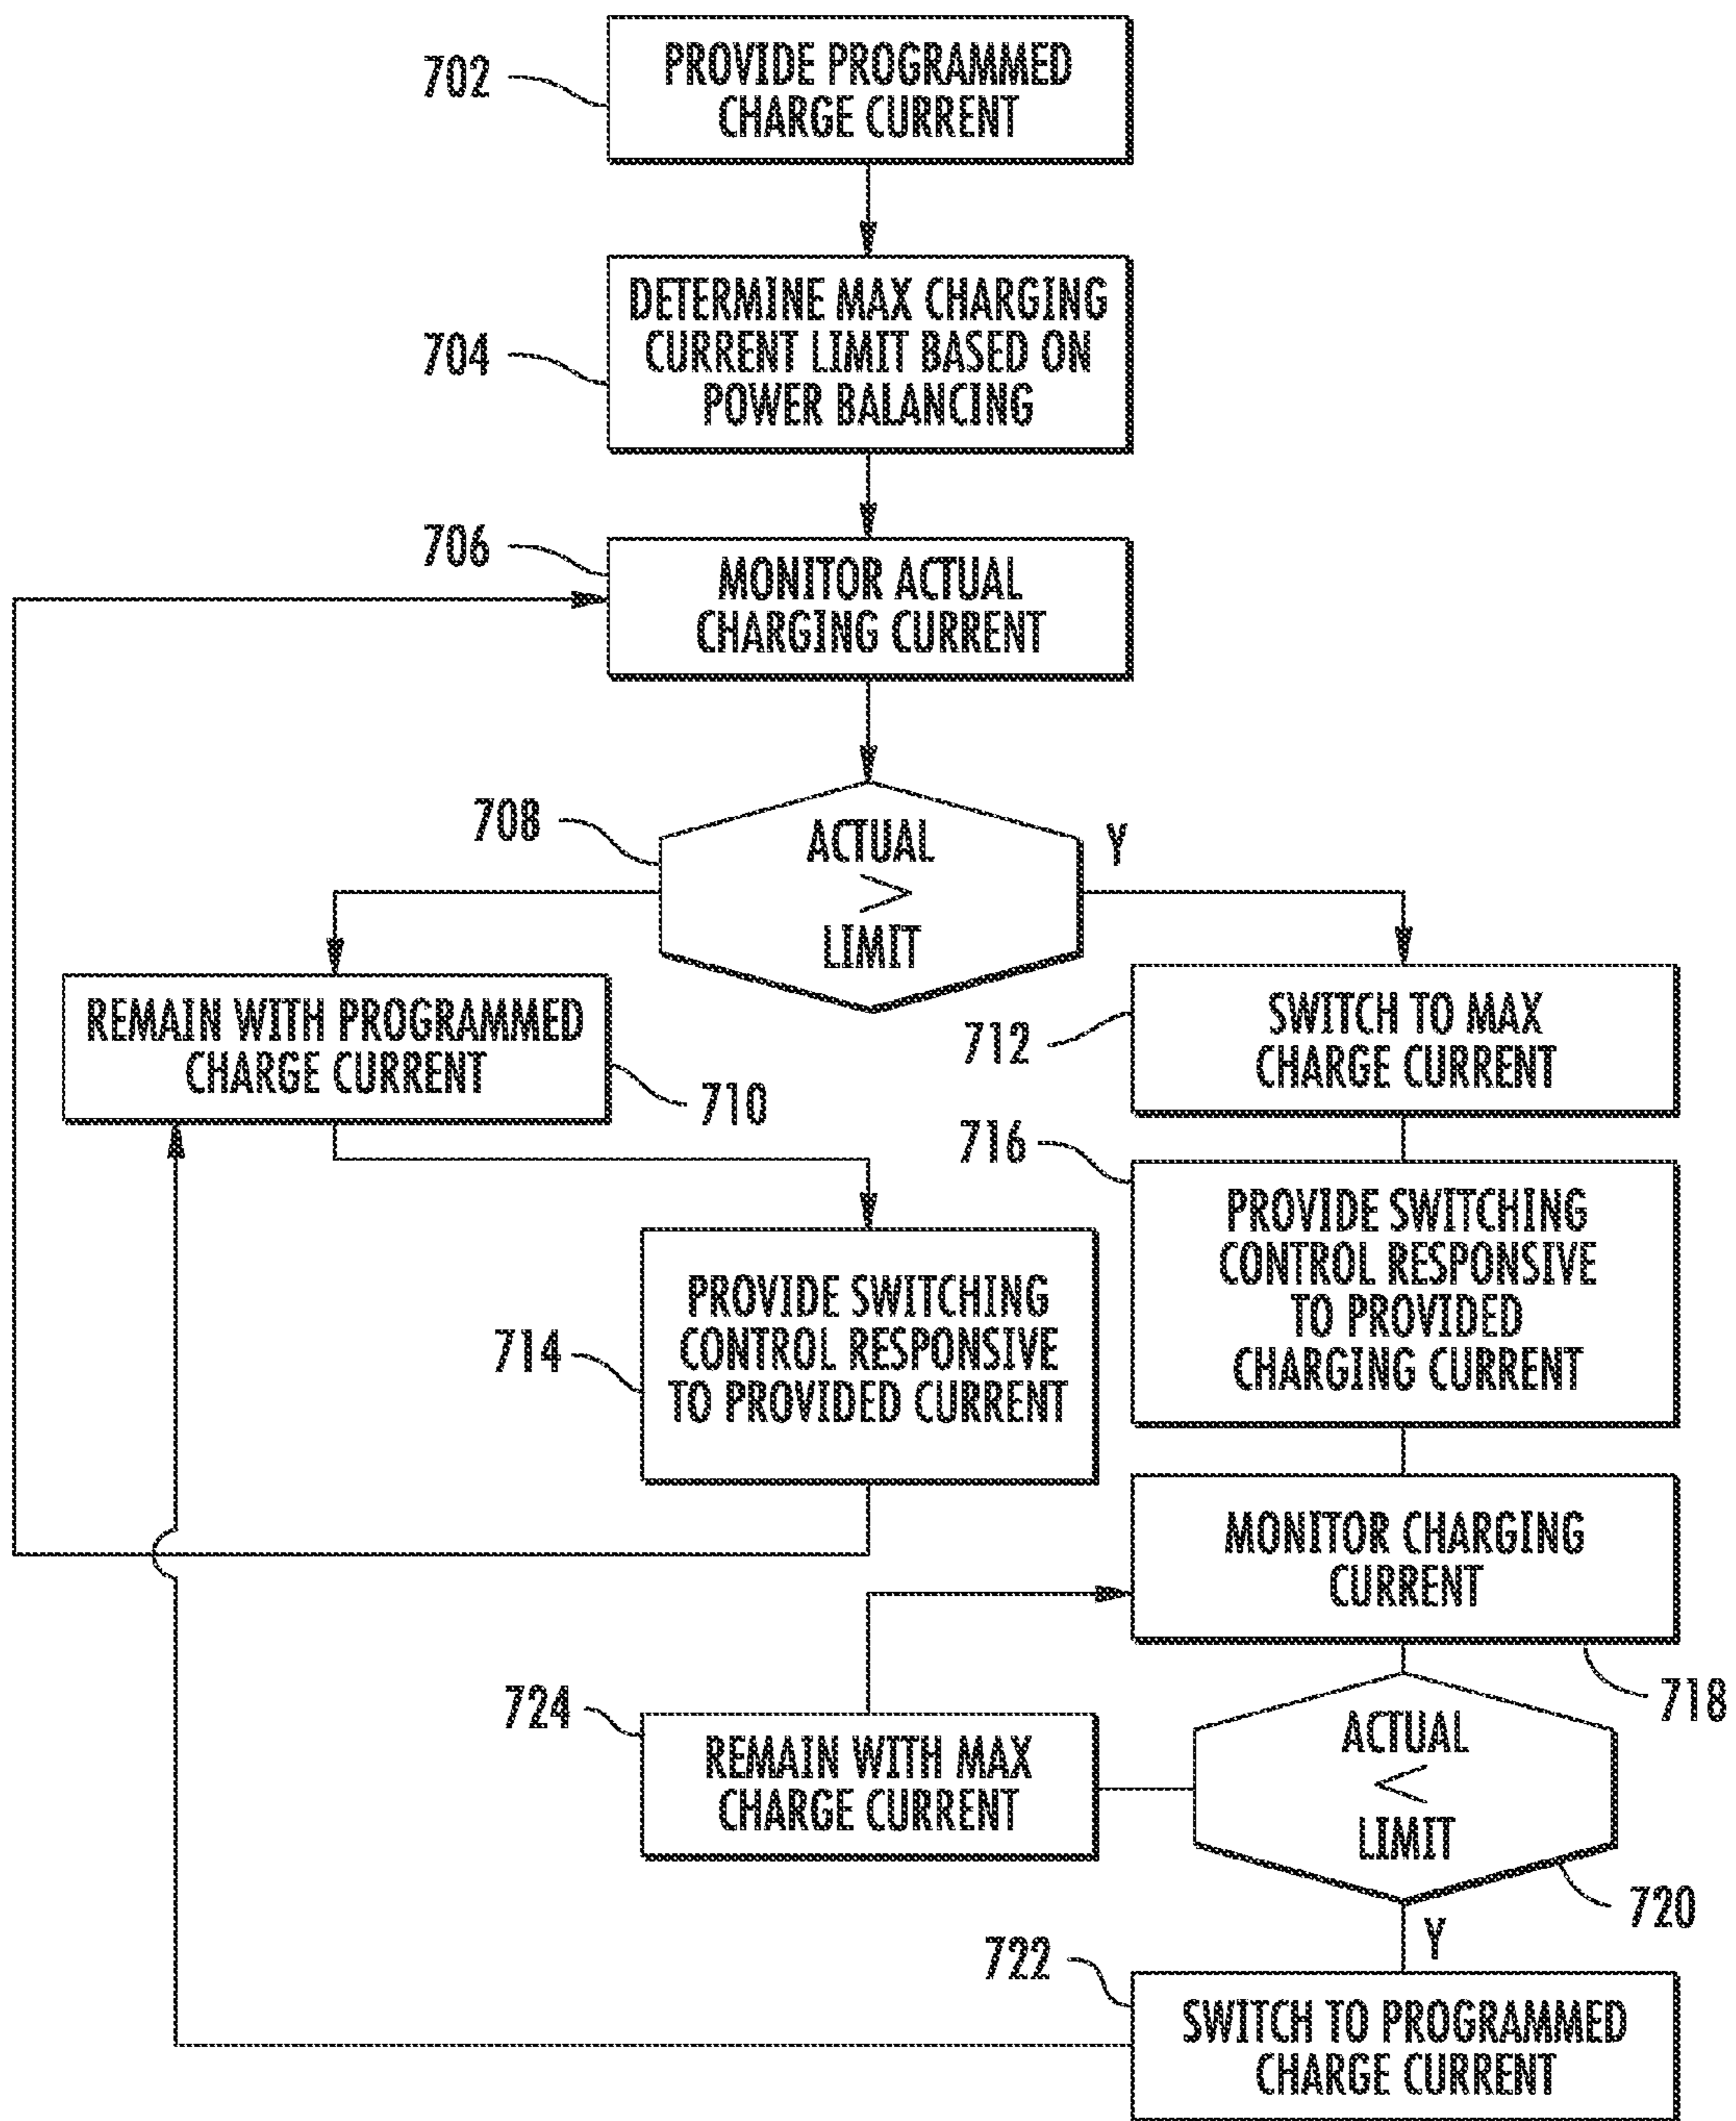 702
PROVIDE PROGRAMMED
CHARGE CURRENT
704
DETERMINE MAX CHARGING
CURRENT LIMIT BASED ON
POWER BALANCING
706
MONITOR ACTUAL
CHARGING CURRENT
708
ACTUAL
>
LIMIT
Y
REMAIN WITH PROGRAMMED
CHARGE CURRENT
710
712
SWITCH TO MAX
CHARGE CURRENT
716
PROVIDE SWITCHING
CONTROL RESPONSIVE
TO PROVIDED
CHARGING CURRENT
714
PROVIDE SWITCHING
CONTROL RESPONSIVE
TO PROVIDED CURRENT
MONITOR CHARGING
CURRENT
718
724
REMAIN WITH MAX
CHARGE CURRENT
ACTUAL
<
LIMIT
720
Y
722
SWITCH TO PROGRAMMED
CHARGE CURRENT